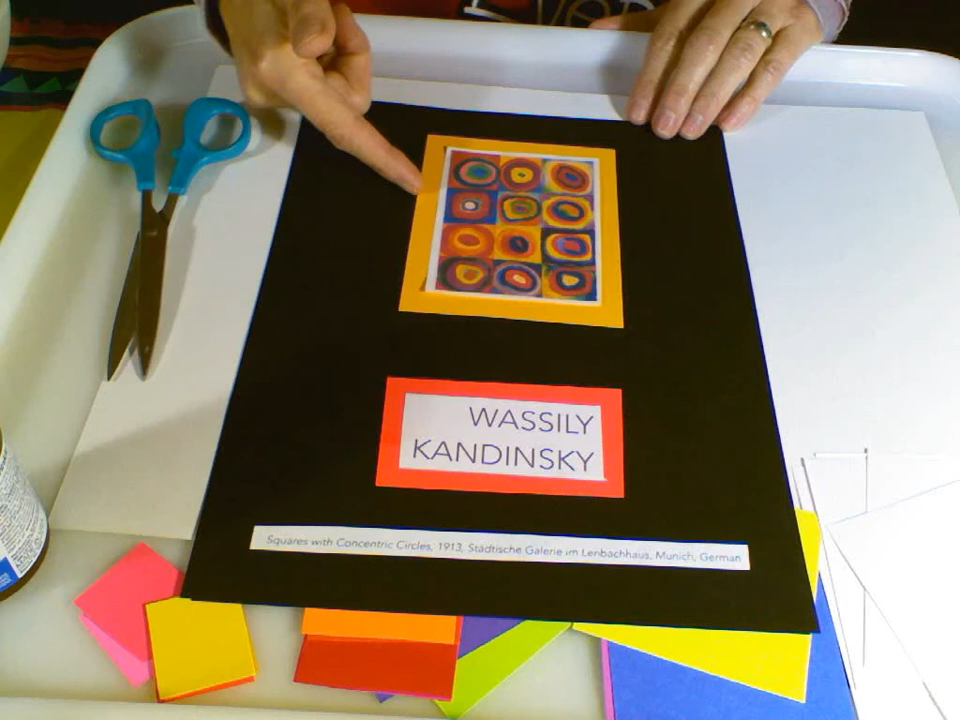 WASSILY
KANDINSKY
Squares with Concentric Circles, 1913, Städtische Galerie im Lenbachhaus, Munich, German